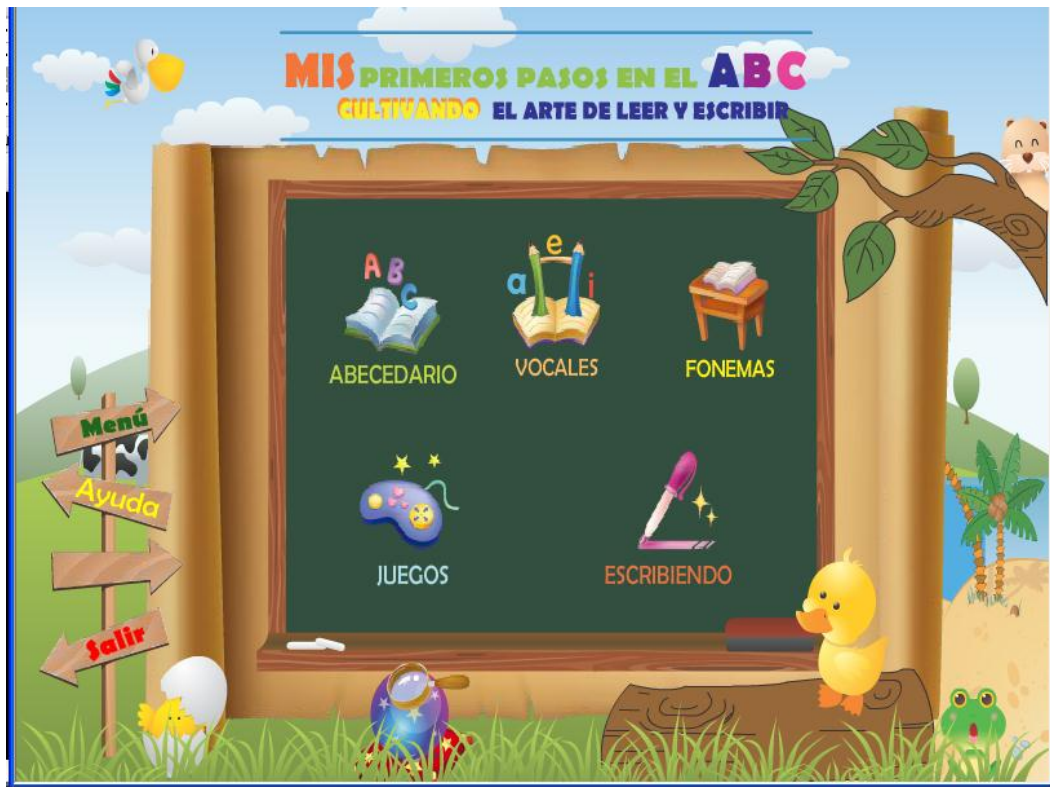 MIS PRIMEROS PASOS EN EL ABC
CULTIVANDO EL ARTE DE LEER Y ESCRIBIR
A B C
a e i
ABECEDARIO
VOCALES
FONEMAS
JUEGOS
ESCRIBIENDO
Menú
Ayuda
Salir